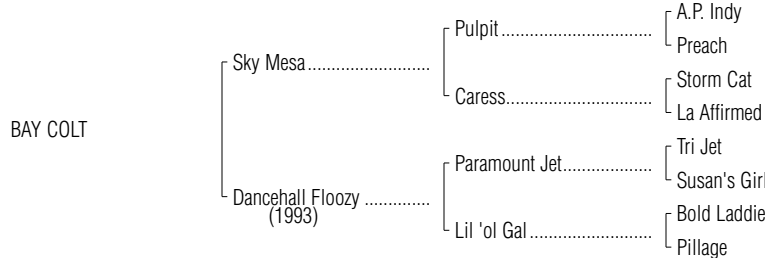 A.P. Indy
Pulpit....................................
Preach
Sky Mesa.............................
Storm Cat
Caress....................................
La Affirmed
BAY COLT
Tri Jet
Paramount Jet.....................
Susan's Girl
Dancehall Floozy ...............
(1993)
Bold Laddie
Lil 'ol Gal.............................
Pillage